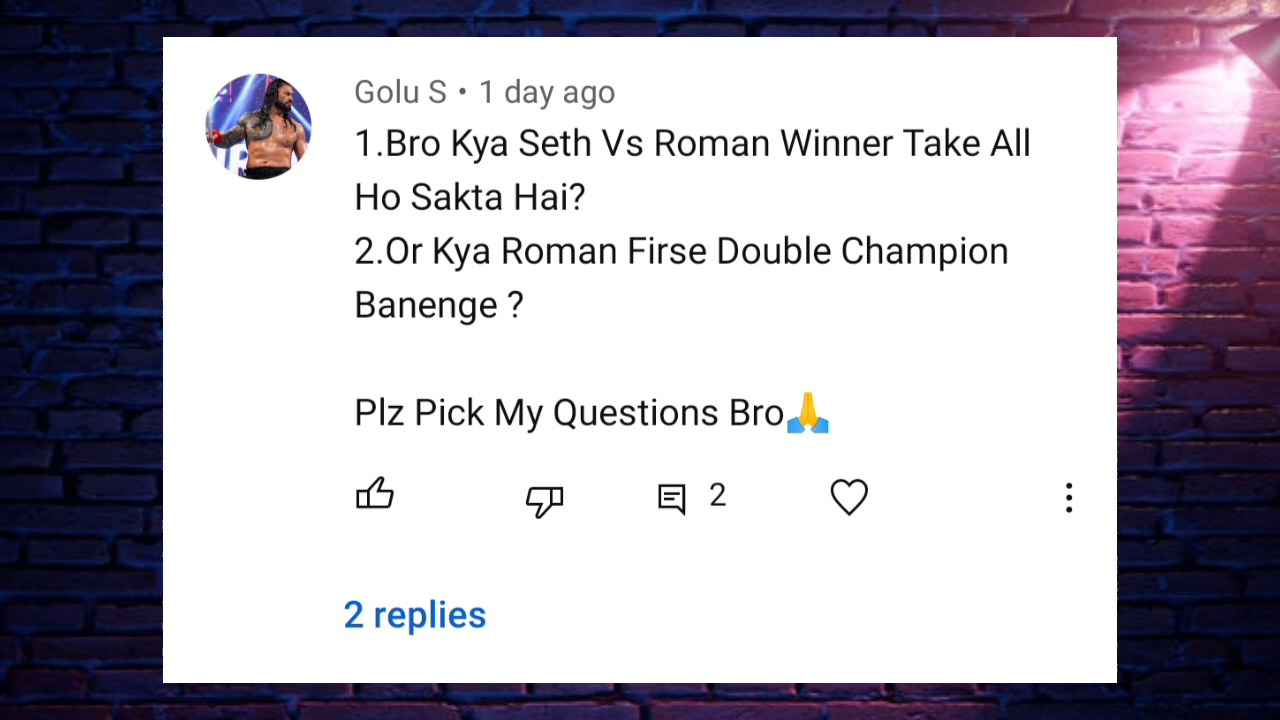 Golu S • 1 day ago
1.Bro Kya Seth Vs Roman Winner Take All
Ho Sakta Hai?
2.Or Kya Roman Firse Double Champion
Banenge ?
Plz Pick My Questions Bro🙏
2
2 replies